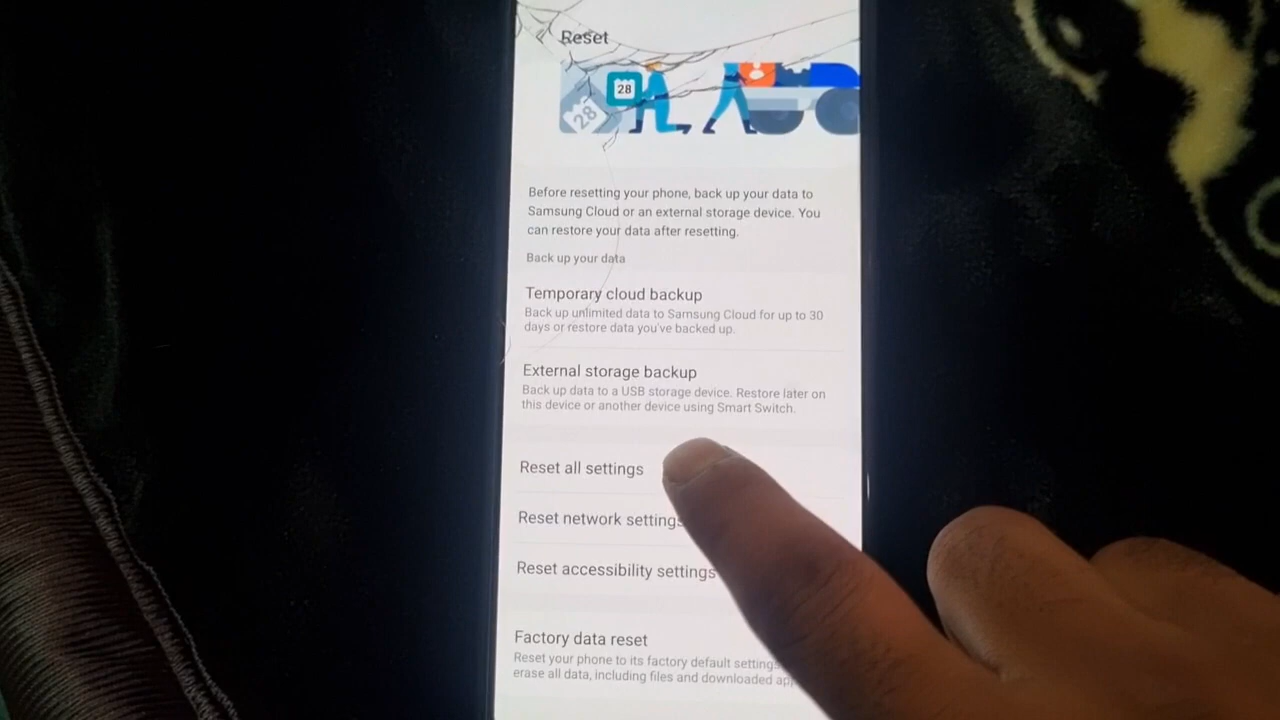 Reset
28
28
Before resetting your phone, back up your data to
Samsung Cloud or an external storage device. You
can restore your data after resetting.
Back up your data
Temporary cloud backup
Back up unlimited data to Samsung Cloud for up to 30
days or restore data you've backed up.
External storage backup
Back up data to a USB storage device. Restore later on
this device or another device using Smart Switch.
Reset all settings
Reset network settings
Reset accessibility settings
Factory data reset
Reset your phone to its factory default settings
erase all data, including files and downloaded